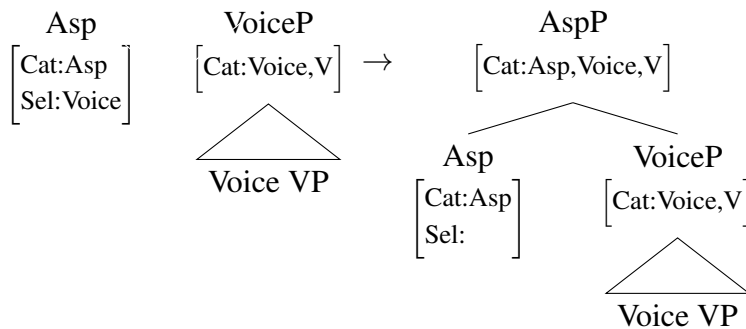 Asp VoiceP AspP
[Cat:Asp Sel:Voice] [Cat:Voice,V] → [Cat:Asp,Voice,V]
Voice VP
Asp VoiceP
[Cat:Asp Sel:] [Cat:Voice,V]
Voice VP